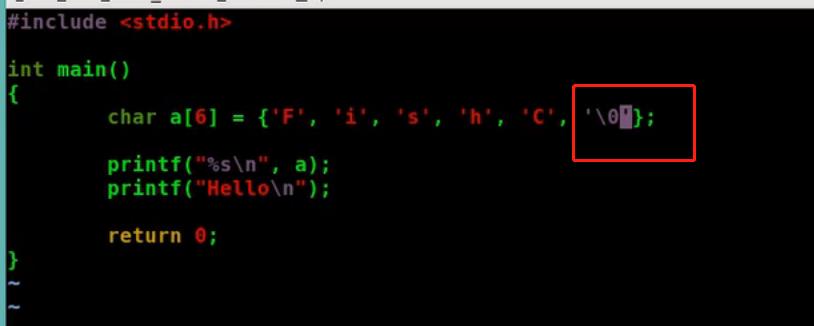 #include <stdio.h>
int main()
{
char a[6] = {'F', 'i', 's', 'h', 'C', '\0'};
printf("%s\n", a);
printf("Hello\n");
return 0;
}
~
~